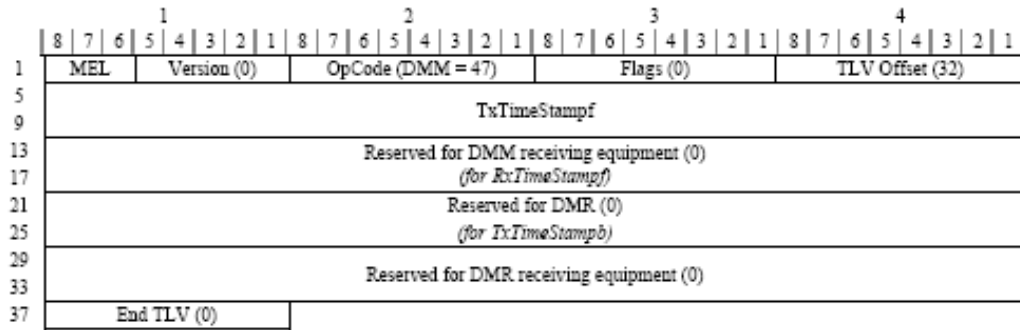 1 2 3 4
8 7 6 5 4 3 2 1 8 7 6 5 4 3 2 1 8 7 6 5 4 3 2 1 8 7 6 5 4 3 2 1
1 MEL Version (0) OpCode (DMM = 47) Flags (0) TLV Offset (32)
5
TxTimeStampf
9
13 Reserved for DMM receiving equipment (0)
17 (for RxTimeStampf)
21 Reserved for DMR (0)
25 (for TxTimeStampb)
29
Reserved for DMR receiving equipment (0)
33
37 End TLV (0)